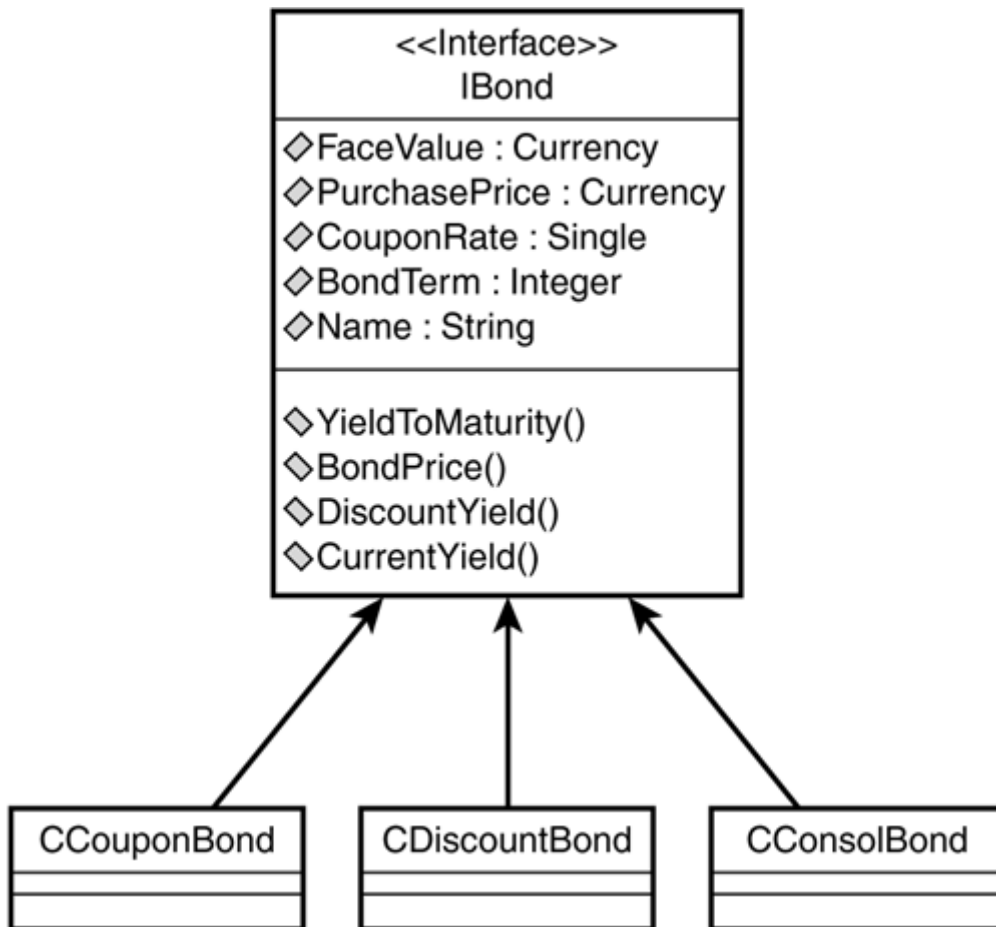 <<Interface>>
IBond
FaceValue : Currency
PurchasePrice : Currency
CouponRate : Single
BondTerm : Integer
Name : String
YieldToMaturity()
BondPrice()
DiscountYield()
CurrentYield()
CCouponBond
CDiscountBond
CConsolBond